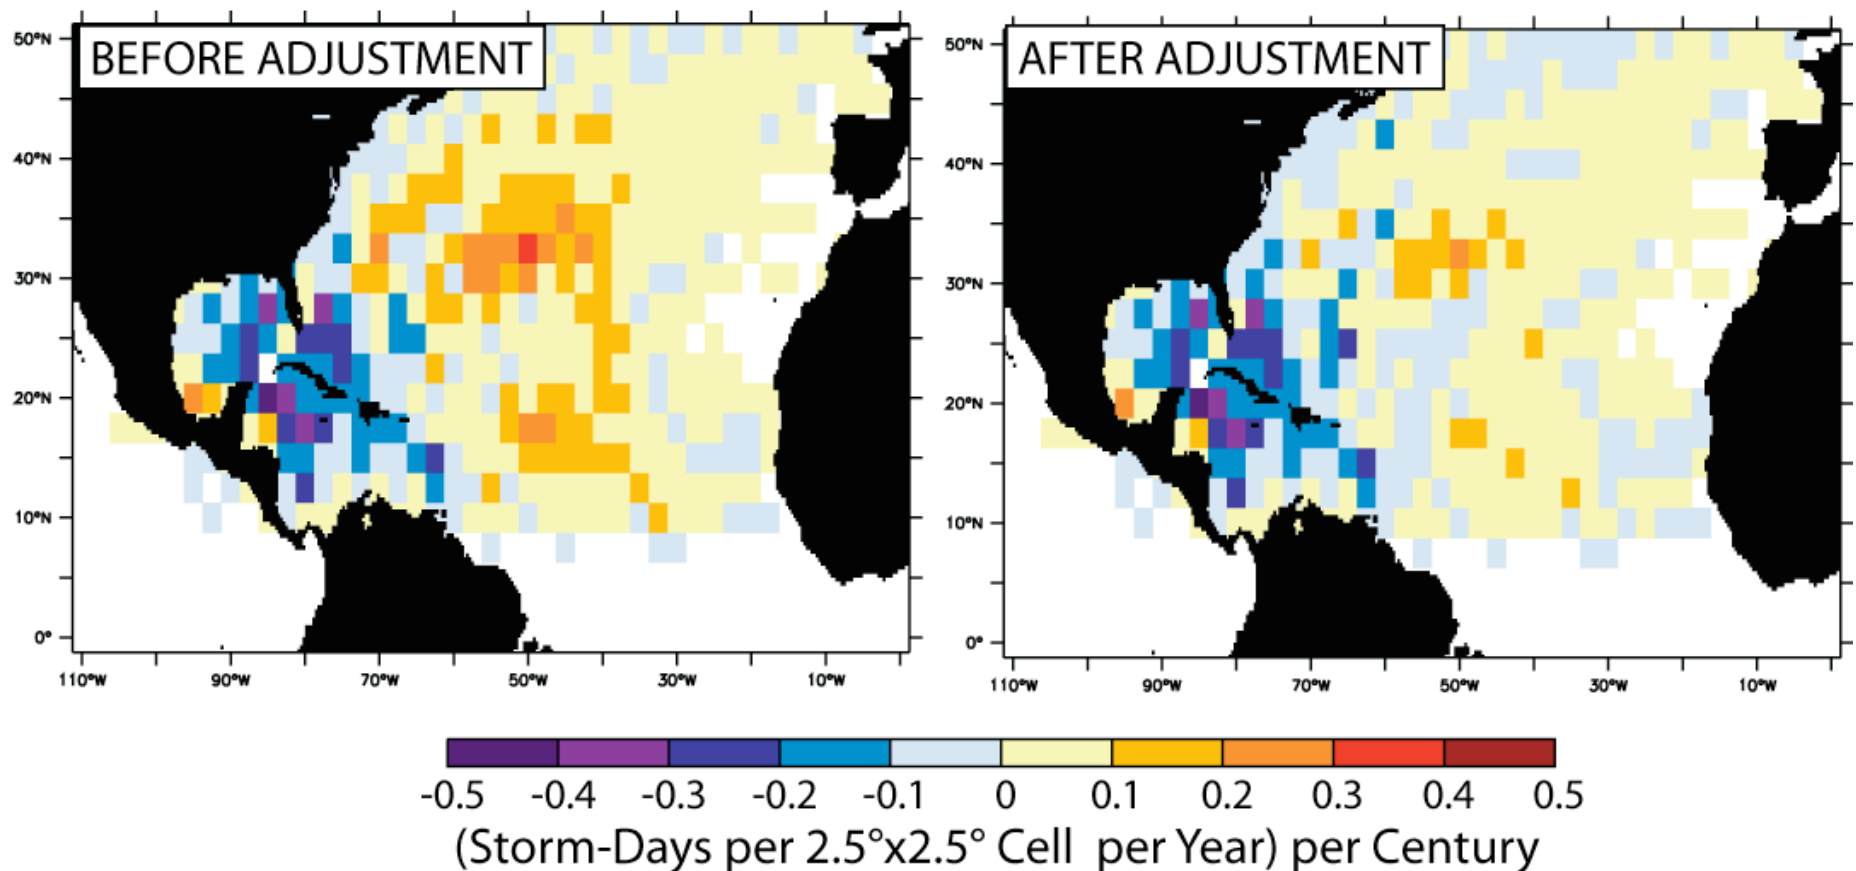 BEFORE ADJUSTMENT
50°N
40°N
30°N
20°N
10°N
0°
110°W 90°W 70°W 50°W 30°W 10°W
AFTER ADJUSTMENT
50°N
40°N
30°N
20°N
10°N
0°
110°W 90°W 70°W 50°W 30°W 10°W
-0.5 -0.4 -0.3 -0.2 -0.1 0 0.1 0.2 0.3 0.4 0.5
(Storm-Days per 2.5°x2.5° Cell per Year) per Century